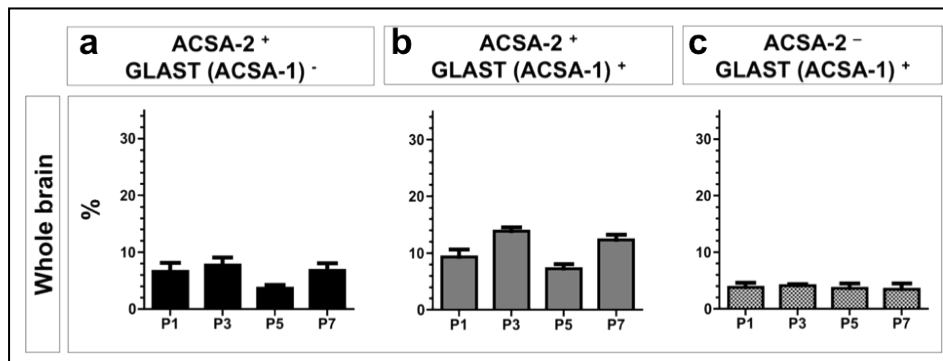 a
ACSA-2 +
GLAST (ACSA-1) -
b
ACSA-2 +
GLAST (ACSA-1) +
c
ACSA-2 –
GLAST (ACSA-1) +
Whole brain
%
30
20
10
0
P1 P3 P5 P7
30
20
10
0
P1 P3 P5 P7
30
20
10
0
P1 P3 P5 P7